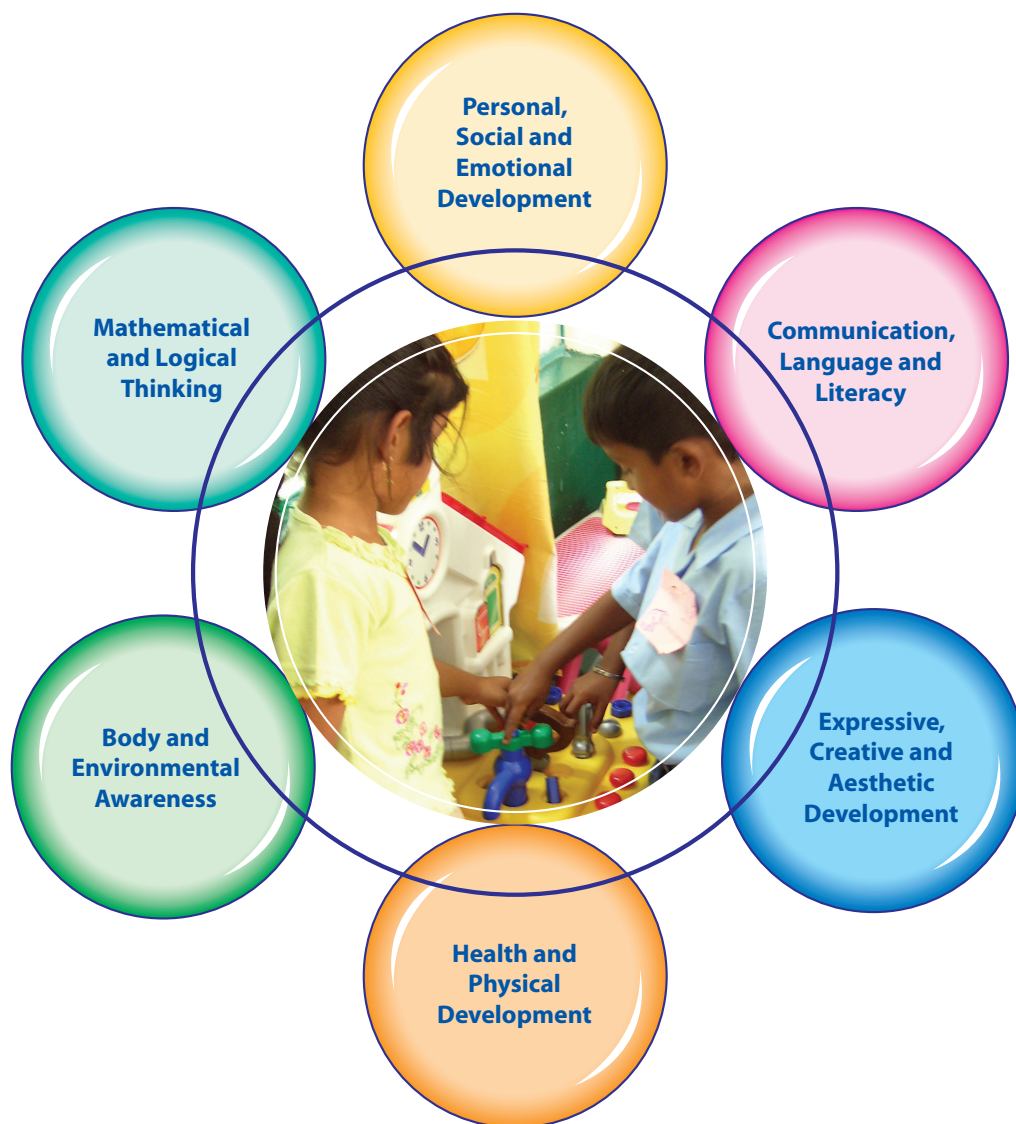 Personal,
Social and
Emotional
Development
Communication,
Language and
Literacy
Expressive,
Creative and
Aesthetic
Development
Health and
Physical
Development
Body and
Environmental
Awareness
Mathematical
and Logical
Thinking